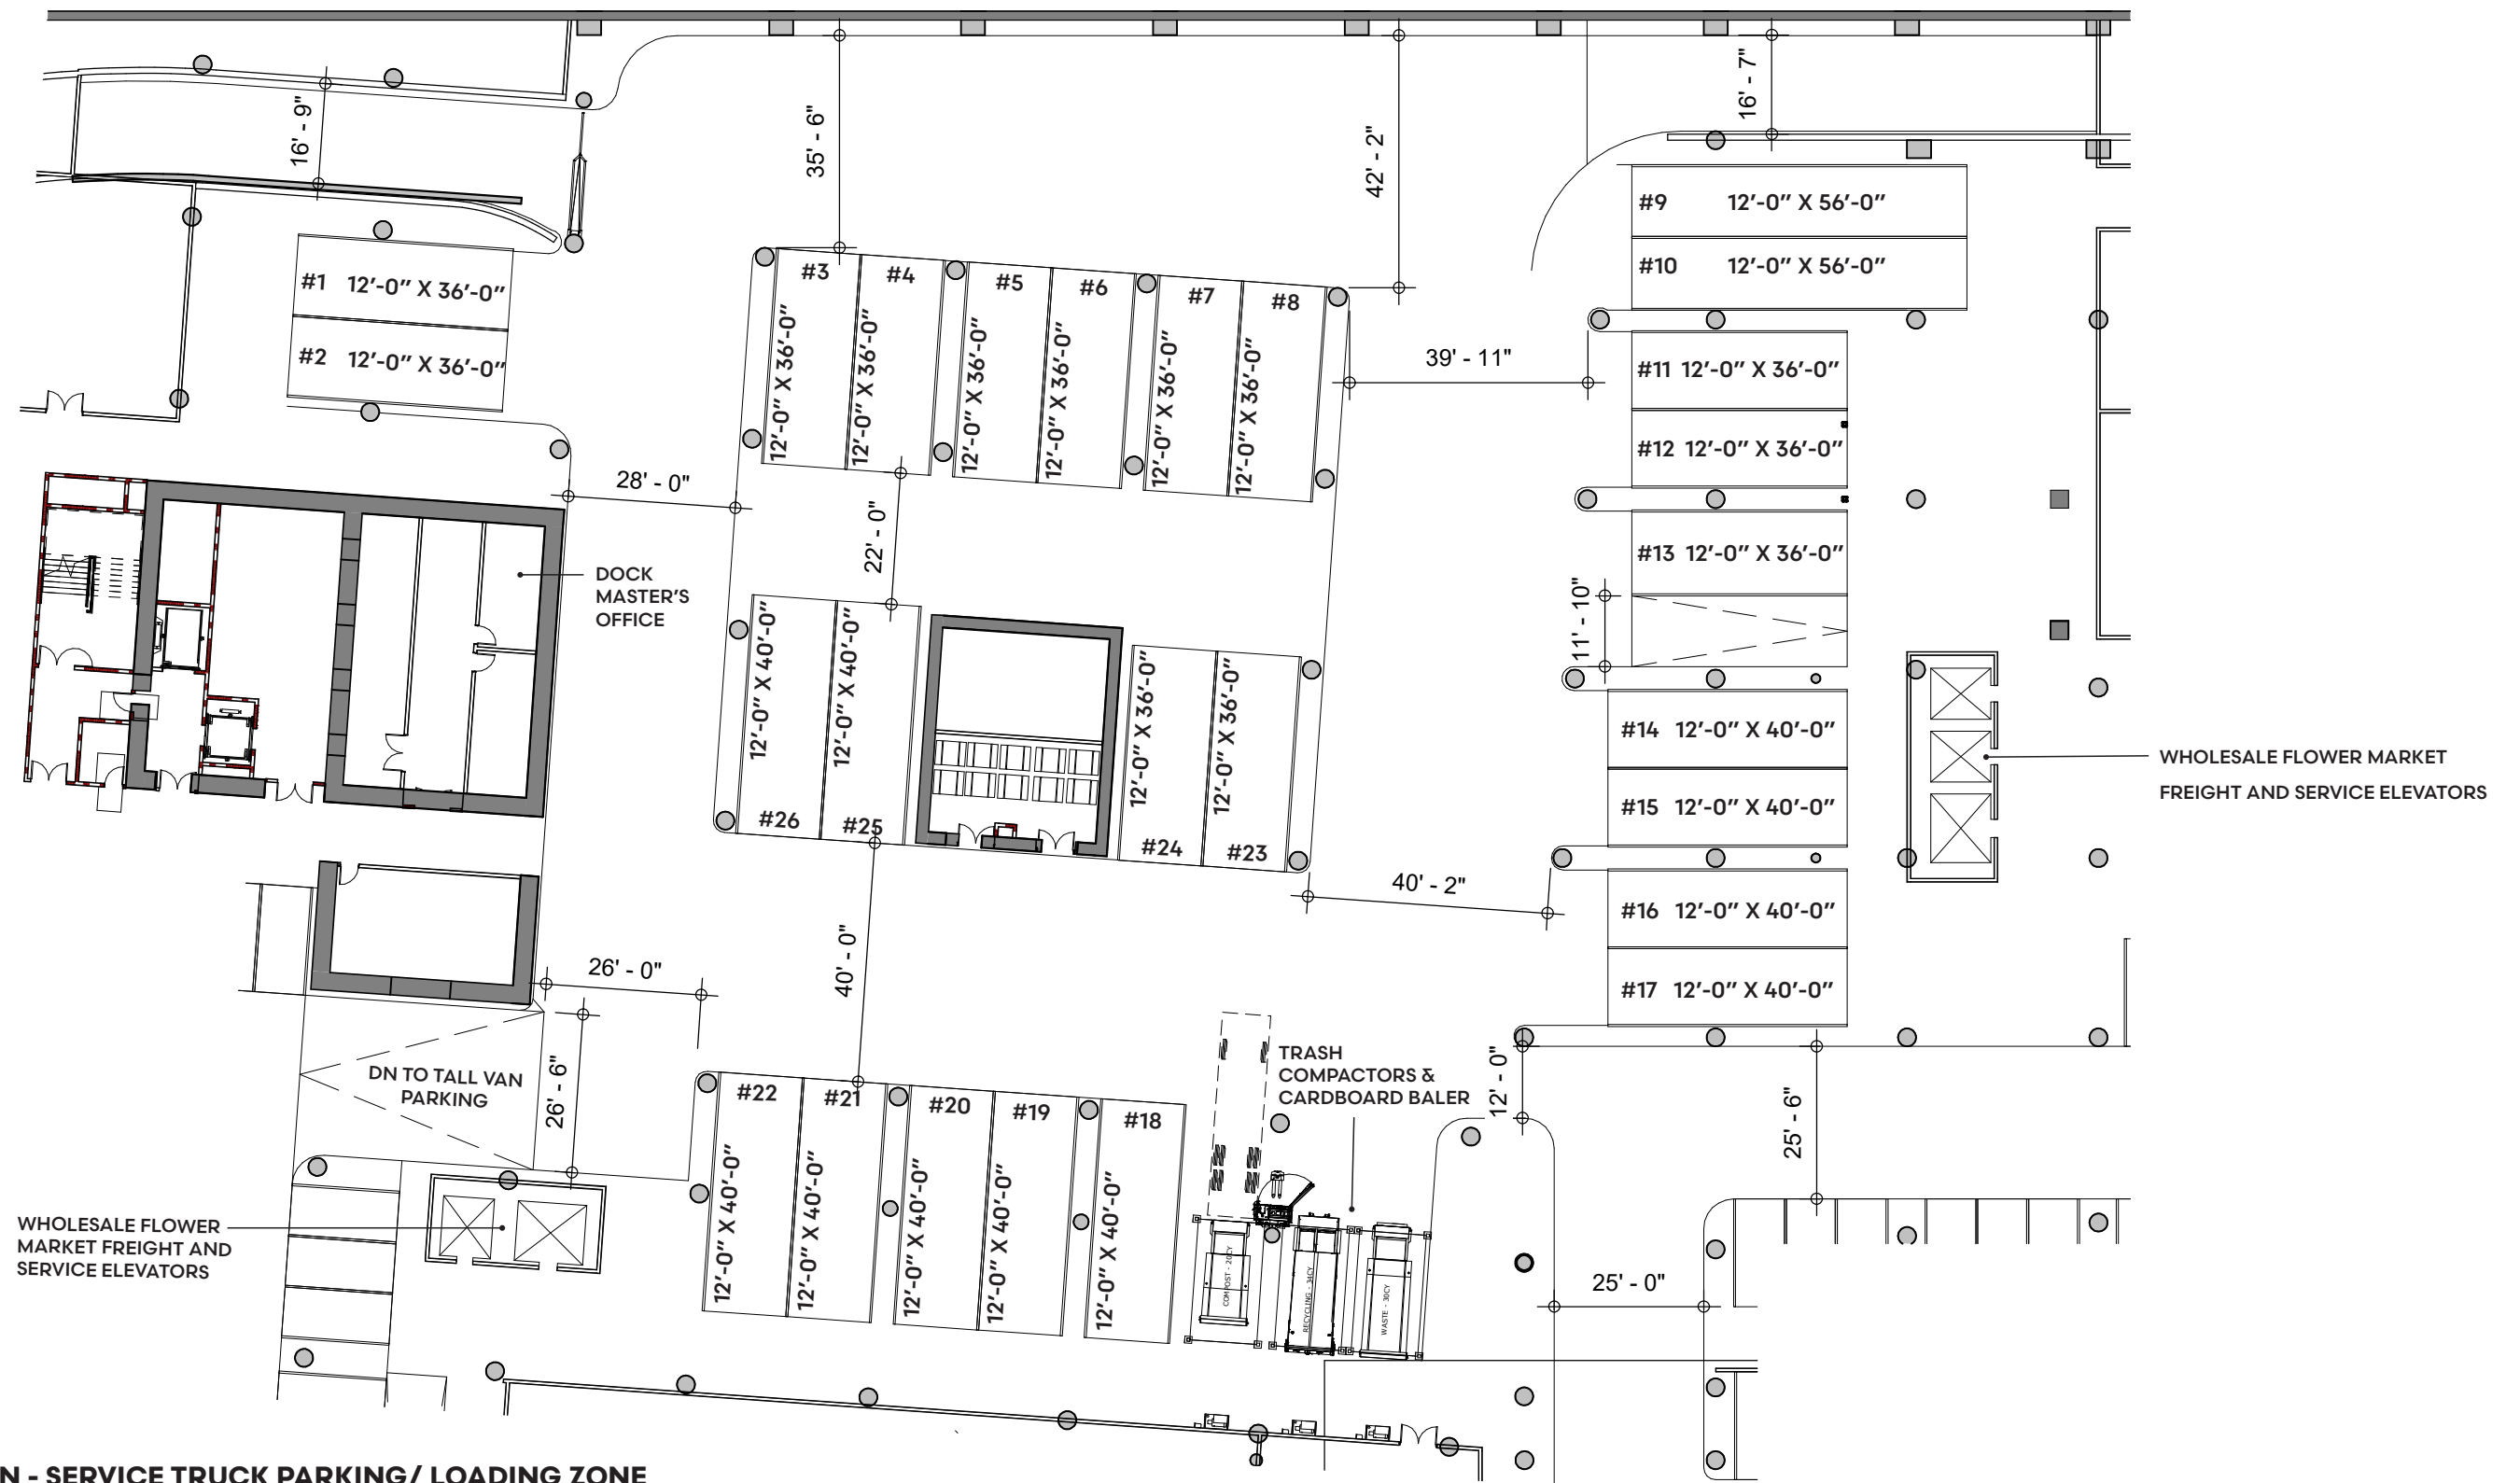 16' - 9"
35' - 6"
42' - 2"
16' - 7"
#9 12'-0" X 56'-0"
#10 12'-0" X 56'-0"
#1 12'-0" X 36'-0"
#2 12'-0" X 36'-0"
#3
#4
#5
#6
#7
#8
12'-0" X 36'-0"
12'-0" X 36'-0"
12'-0" X 36'-0"
12'-0" X 36'-0"
12'-0" X 36'-0"
12'-0" X 36'-0"
39' - 11"
#11 12'-0" X 36'-0"
#12 12'-0" X 36'-0"
#13 12'-0" X 36'-0"
28' - 0"
22' - 0"
11' - 10"
DOCK
MASTER'S
OFFICE
12'-0" X 40'-0"
12'-0" X 40'-0"
12'-0" X 36'-0"
12'-0" X 36'-0"
#26
#25
#24
#23
#14 12'-0" X 40'-0"
#15 12'-0" X 40'-0"
WHOLESALE FLOWER MARKET
FREIGHT AND SERVICE ELEVATORS
40' - 2"
#16 12'-0" X 40'-0"
#17 12'-0" X 40'-0"
26' - 0"
40' - 0"
26' - 6"
DN TO TALL VAN
PARKING
TRASH
COMPACTORS &
CARDBOARD BALER
12' - 0"
25' - 6"
#22
#21
#20
#19
#18
12'-0" X 40'-0"
12'-0" X 40'-0"
12'-0" X 40'-0"
12'-0" X 40'-0"
12'-0" X 40'-0"
WHOLESALE FLOWER
MARKET FREIGHT AND
SERVICE ELEVATORS
COMPOST - 20CY
RECYCLING - 34CY
WASTE - 30CY
25' - 0"
N - SERVICE TRUCK PARKING/ LOADING ZONE